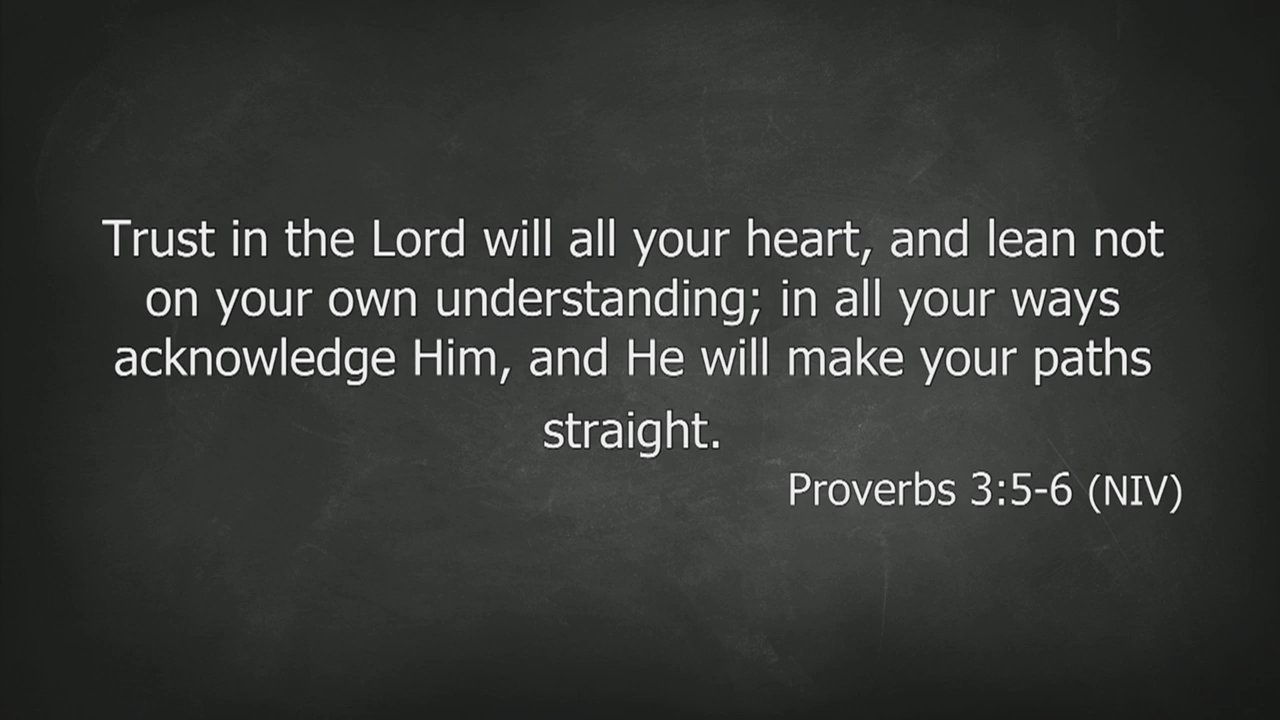 Trust in the Lord will all your heart, and lean not
on your own understanding; in all your ways
acknowledge Him, and He will make your paths
straight.
Proverbs 3:5-6 (NIV)